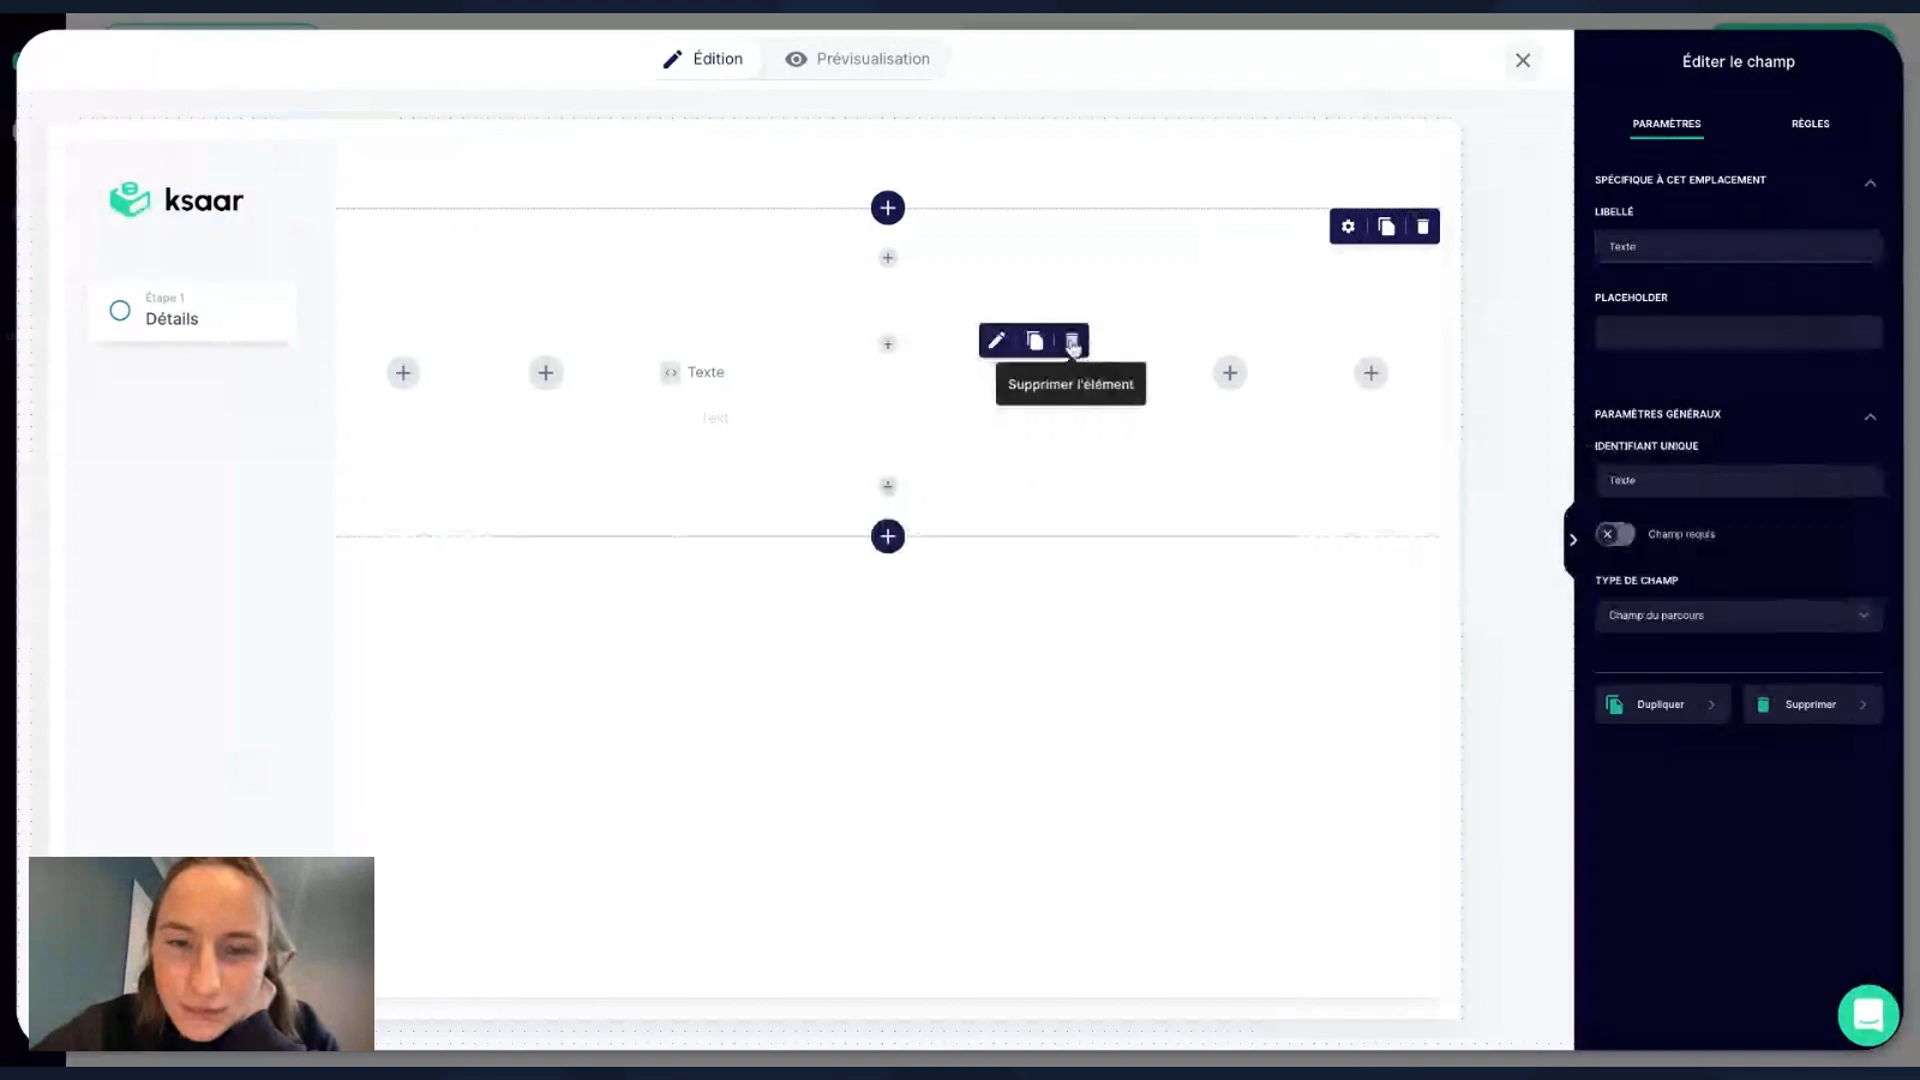 Édition
Prévisualisation
Éditer le champ
PARAMÈTRES
RÈGLES
ksaar
SPÉCIFIQUE À CET EMPLACEMENT
LIBELLÉ
Texte
PLACEHOLDER
Étape 1
Détails
Texte
Text
Supprimer l'élément
PARAMÈTRES GÉNÉRAUX
IDENTIFIANT UNIQUE
Texte
Champ requis
TYPE DE CHAMP
Champ du parcours
Dupliquer
Supprimer